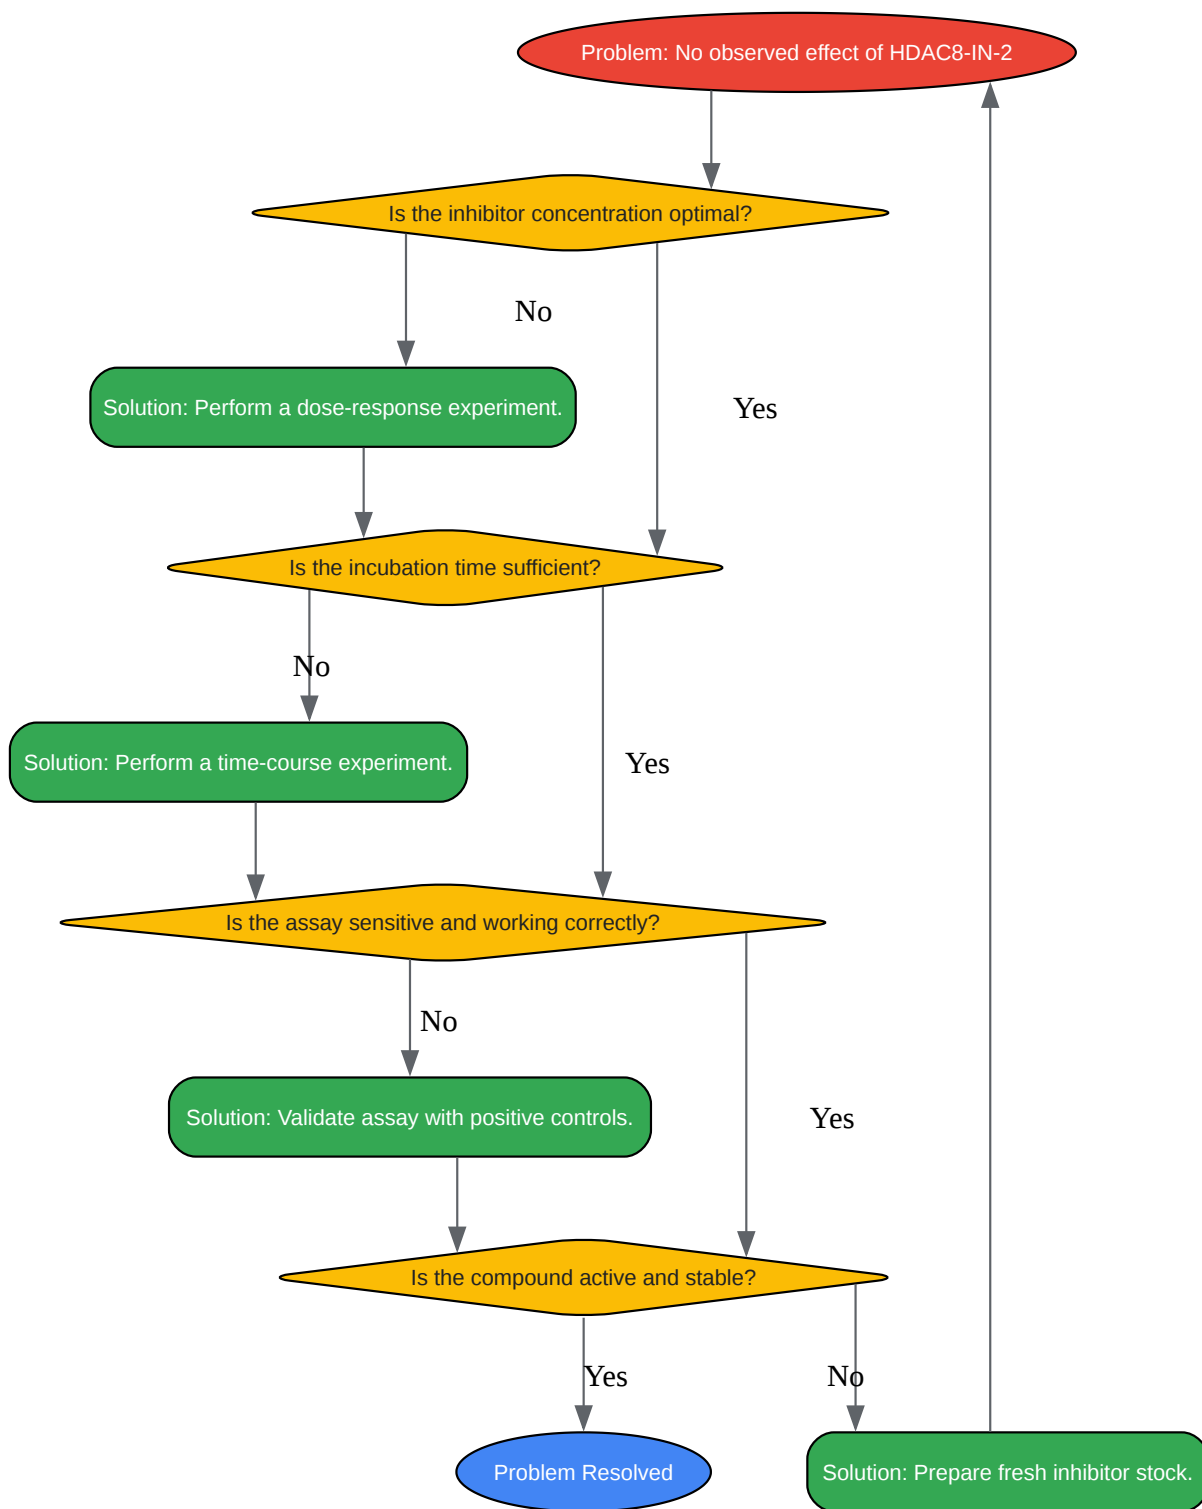 Problem: No observed effect of HDAC8-IN-2
Is the inhibitor concentration optimal?
No
Solution: Perform a dose-response experiment.
Yes
Is the incubation time sufficient?
No
Solution: Perform a time-course experiment.
Yes
Is the assay sensitive and working correctly?
No
Solution: Validate assay with positive controls.
Yes
Is the compound active and stable?
Yes
No
Problem Resolved
Solution: Prepare fresh inhibitor stock.